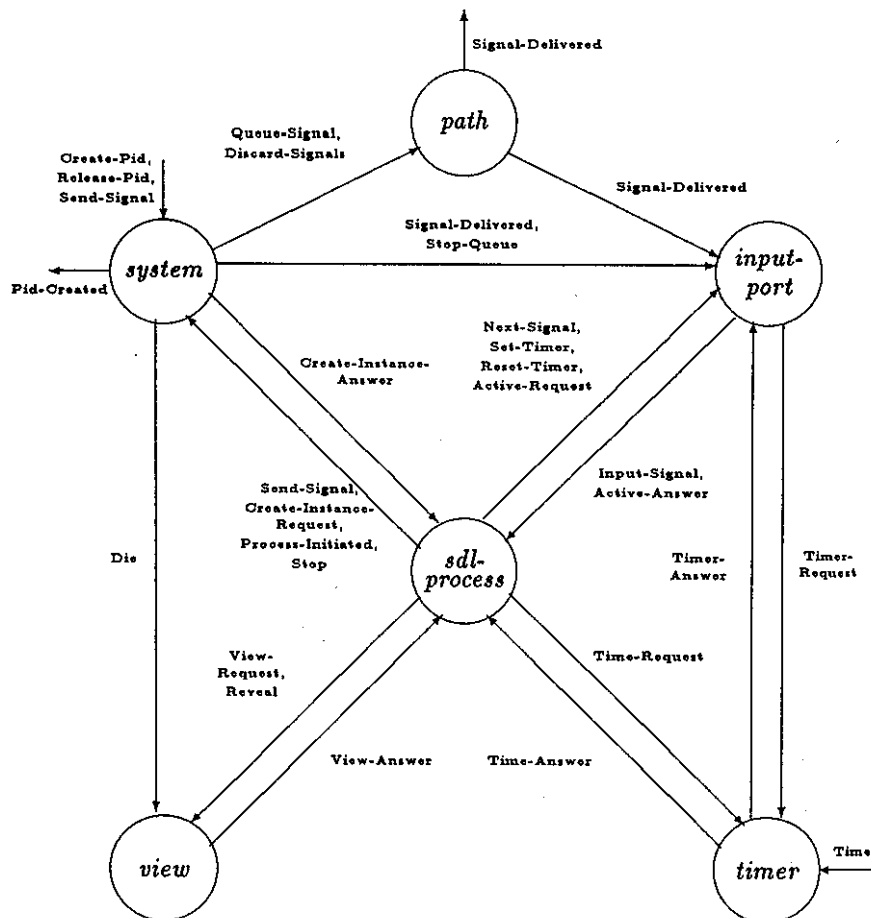 Signal-Delivered
path
Queue-Signal,
Discard-Signals
Create-Pid,
Release-Pid,
Send-Signal
Signal-Delivered
Signal-Delivered,
Stop-Queue
system
input-
port
Pid-Created
Next-Signal,
Set-Timer,
Reset-Timer,
Active-Request
Create-Instance-
Answer
Input-Signal,
Active-Answer
Send-Signal,
Create-Instance-
Request,
Process-Initiated,
Stop
Die
sdl-
process
Timer-
Answer
Timer-
Request
View-
Request,
Reveal
Time-Request
View-Answer
Time-Answer
view
timer
Time